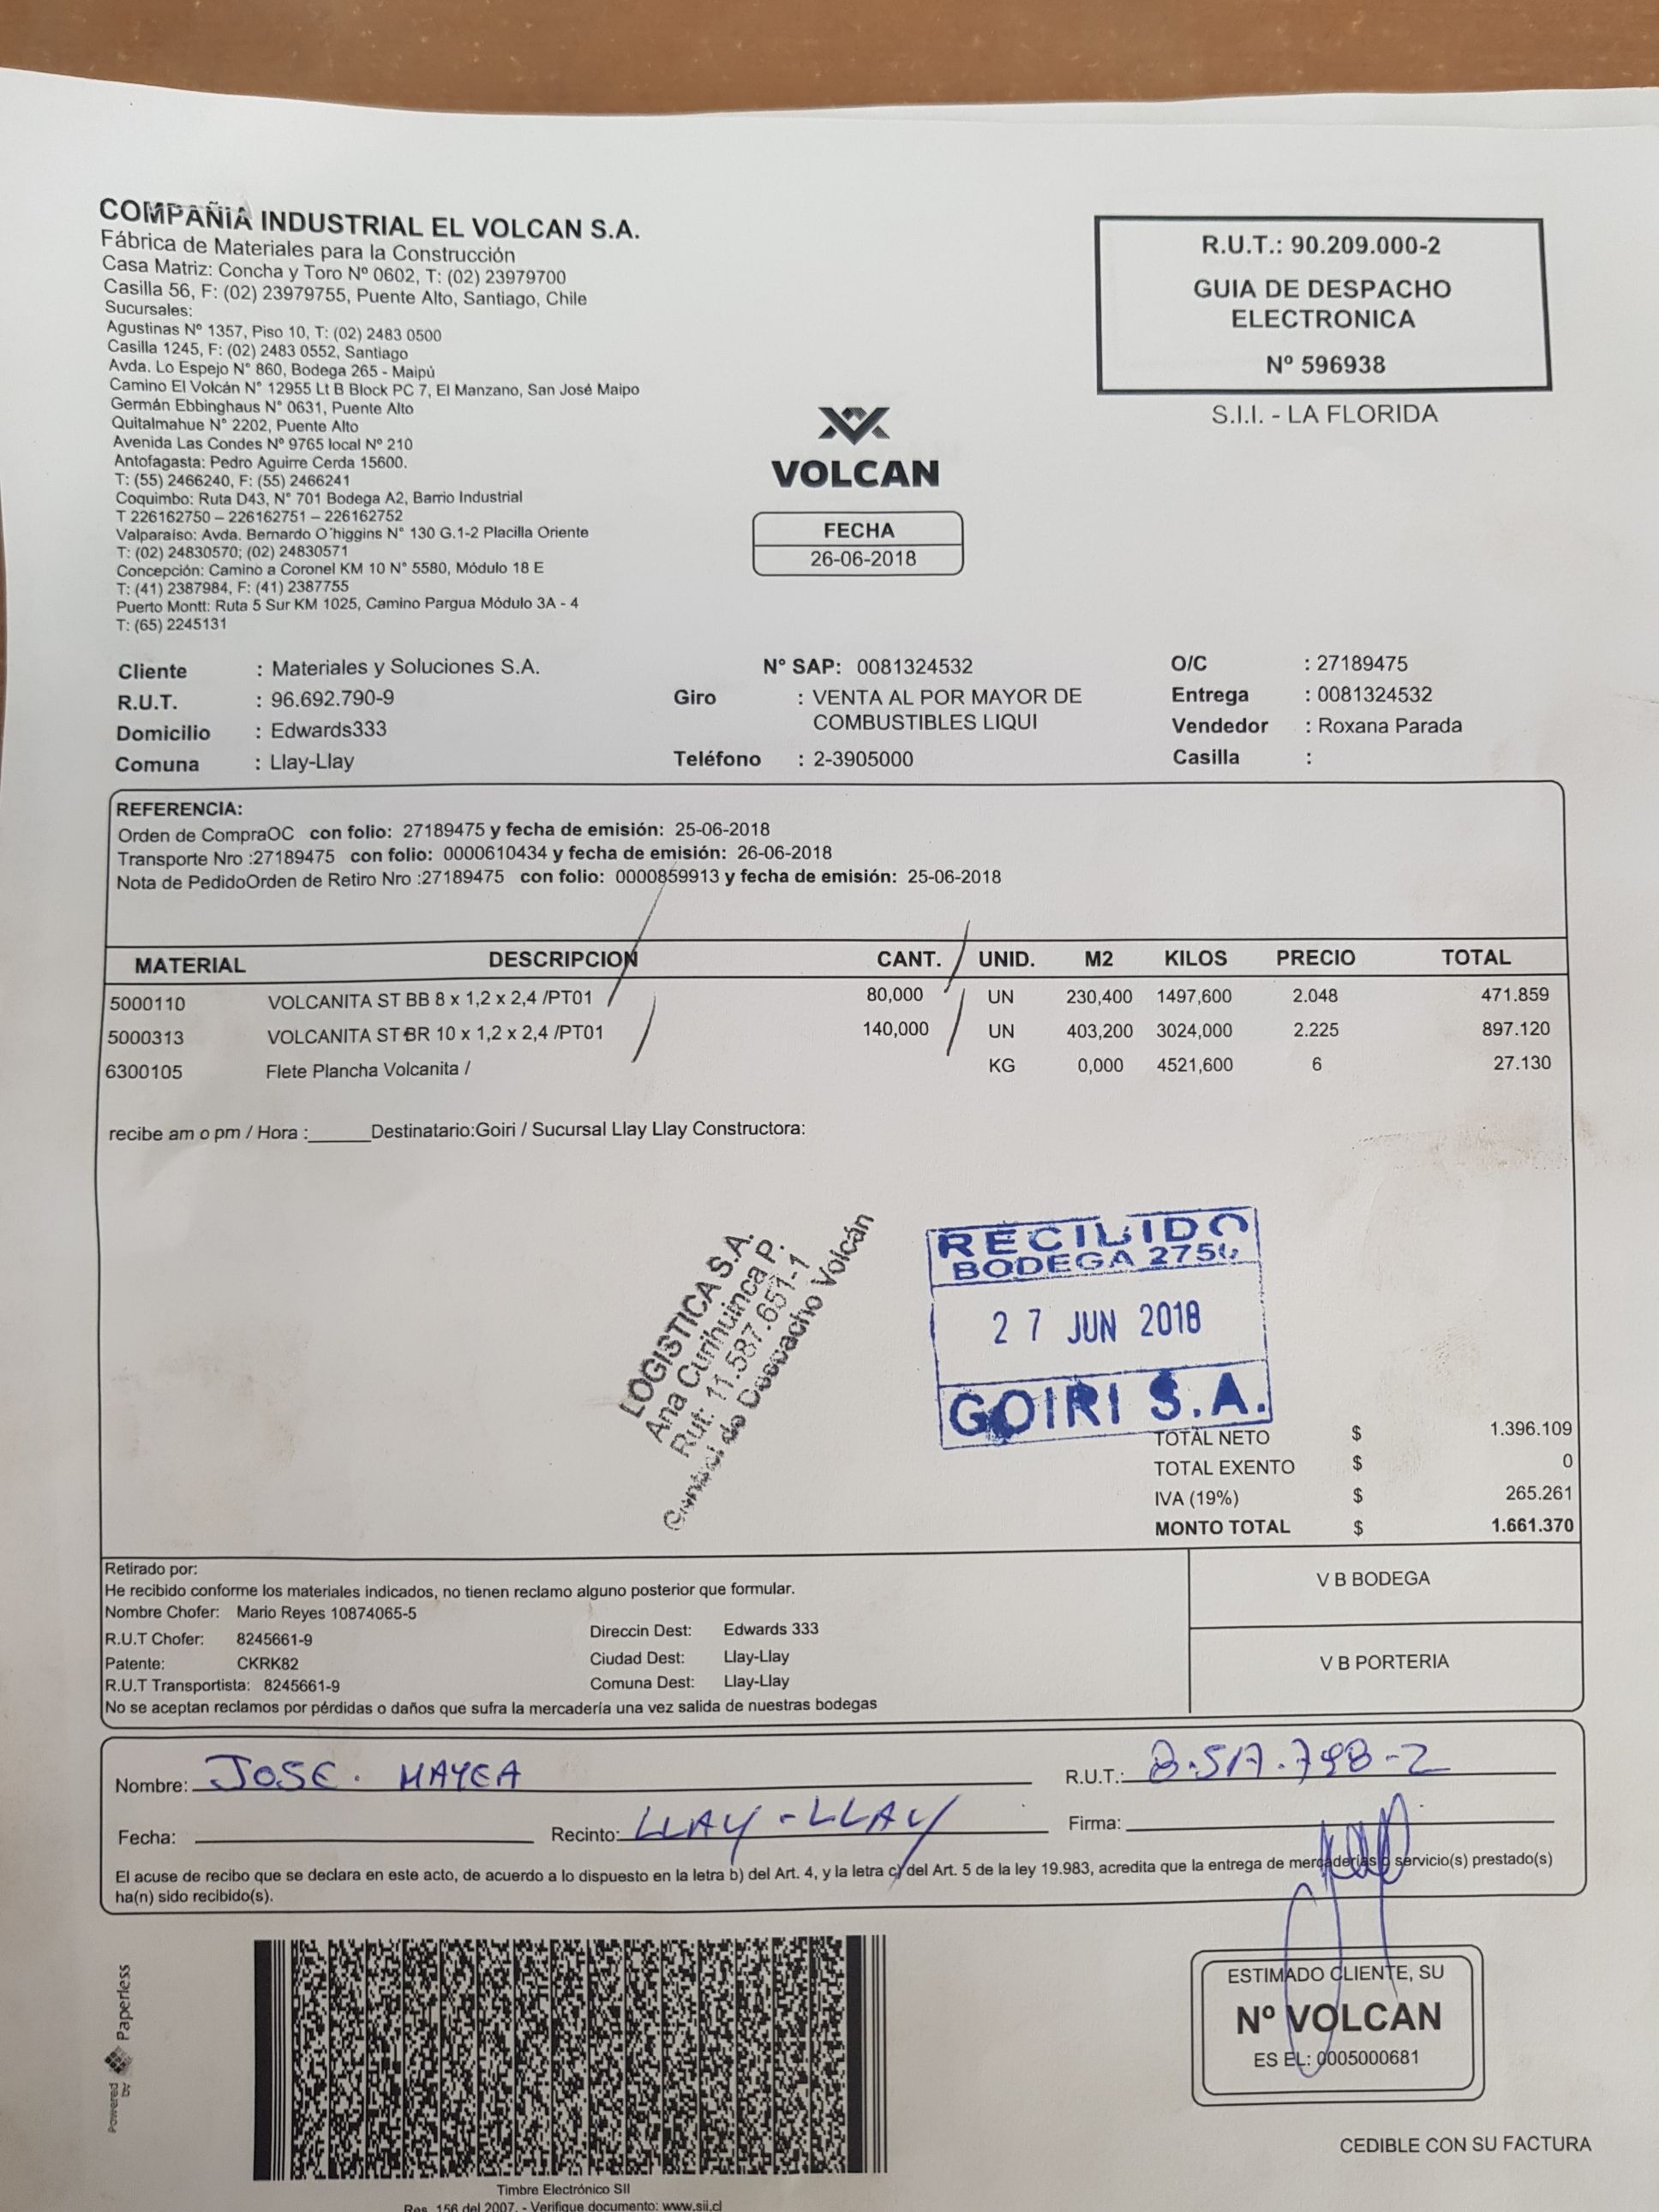 COMPAÑIA INDUSTRIAL EL VOLCAN S.A.
Fábrica de Materiales para la Construcción
Casa Matriz: Concha y Toro Nº 0602, T: (02) 23979700
Casilla 56, F: (02) 23979755, Puente Alto, Santiago, Chile
Sucursales:
Agustinas Nº 1357, Piso 10, T: (02) 2483 0500
Casilla 1245, F: (02) 2483 0552, Santiago
Avda. Lo Espejo N° 860, Bodega 265 - Maipú
Camino El Volcán N° 12955 Lt B Block PC 7, El Manzano, San José Maipo
Germán Ebbinghaus N° 0631, Puente Alto
Quitalmahue N° 2202, Puente Alto
Avenida Las Condes Nº 9765 local Nº 210
Antofagasta: Pedro Aguirre Cerda 15600.
T: (55) 2466240, F: (55) 2466241
Coquimbo: Ruta D43, N° 701 Bodega A2, Barrio Industrial
T 226162750 – 226162751 – 226162752
Valparaíso: Avda. Bernardo O´higgins N° 130 G.1-2 Placilla Oriente
T: (02) 24830570; (02) 24830571
Concepción: Camino a Coronel KM 10 N° 5580, Módulo 18 E
T: (41) 2387984, F: (41) 2387755
Puerto Montt: Ruta 5 Sur KM 1025, Camino Pargua Módulo 3A - 4
T: (65) 2245131
R.U.T.: 90.209.000-2
GUIA DE DESPACHO
ELECTRONICA
Nº 596938
S.I.I. - LA FLORIDA
VOLCAN
FECHA
26-06-2018
Cliente : Materiales y Soluciones S.A. N° SAP: 0081324532 O/C : 27189475
R.U.T. : 96.692.790-9 Giro : VENTA AL POR MAYOR DE Entrega : 0081324532
COMBUSTIBLES LIQUI
Domicilio : Edwards333 Vendedor : Roxana Parada
Comuna : Llay-Llay Teléfono : 2-3905000 Casilla :
REFERENCIA:
Orden de CompraOC con folio: 27189475 y fecha de emisión: 25-06-2018
Transporte Nro :27189475 con folio: 0000610434 y fecha de emisión: 26-06-2018
Nota de PedidoOrden de Retiro Nro :27189475 con folio: 0000859913 y fecha de emisión: 25-06-2018
MATERIAL DESCRIPCION CANT. UNID. M2 KILOS PRECIO TOTAL
5000110 VOLCANITA ST BB 8 x 1,2 x 2,4 /PT01 80,000 UN 230,400 1497,600 2.048 471.859
5000313 VOLCANITA ST BR 10 x 1,2 x 2,4 /PT01 140,000 UN 403,200 3024,000 2.225 897.120
6300105 Flete Plancha Volcanita / KG 0,000 4521,600 6 27.130
recibe am o pm / Hora :______Destinatario:Goiri / Sucursal Llay Llay Constructora:
LOGISTICA S.A.
Ana Curihuinca P.
Rut: 11.587.651-1
Control de Despacho Volcán
RECIBIDO
BODEGA 2756
27 JUN 2018
GOIRI S.A.
TOTAL NETO $ 1.396.109
TOTAL EXENTO $ 0
IVA (19%) $ 265.261
MONTO TOTAL $ 1.661.370
Retirado por:
He recibido conforme los materiales indicados, no tienen reclamo alguno posterior que formular.
Nombre Chofer: Mario Reyes 10874065-5
R.U.T Chofer: 8245661-9 Direccin Dest: Edwards 333
Patente: CKRK82 Ciudad Dest: Llay-Llay
R.U.T Transportista: 8245661-9 Comuna Dest: Llay-Llay
No se aceptan reclamos por pérdidas o daños que sufra la mercadería una vez salida de nuestras bodegas
V B BODEGA
V B PORTERIA
Nombre: JOSE. MAYEA R.U.T.: 8.517.798-2
Fecha: Recinto: LLAY-LLAY Firma:
El acuse de recibo que se declara en este acto, de acuerdo a lo dispuesto en la letra b) del Art. 4, y la letra c) del Art. 5 de la ley 19.983, acredita que la entrega de mercaderías o servicio(s) prestado(s)
ha(n) sido recibido(s).
Powered by Paperless
ESTIMADO CLIENTE, SU
Nº VOLCAN
ES EL: 0005000681
CEDIBLE CON SU FACTURA
Timbre Electrónico SII
Res. 156 del 2007. - Verifique documento: www.sii.cl